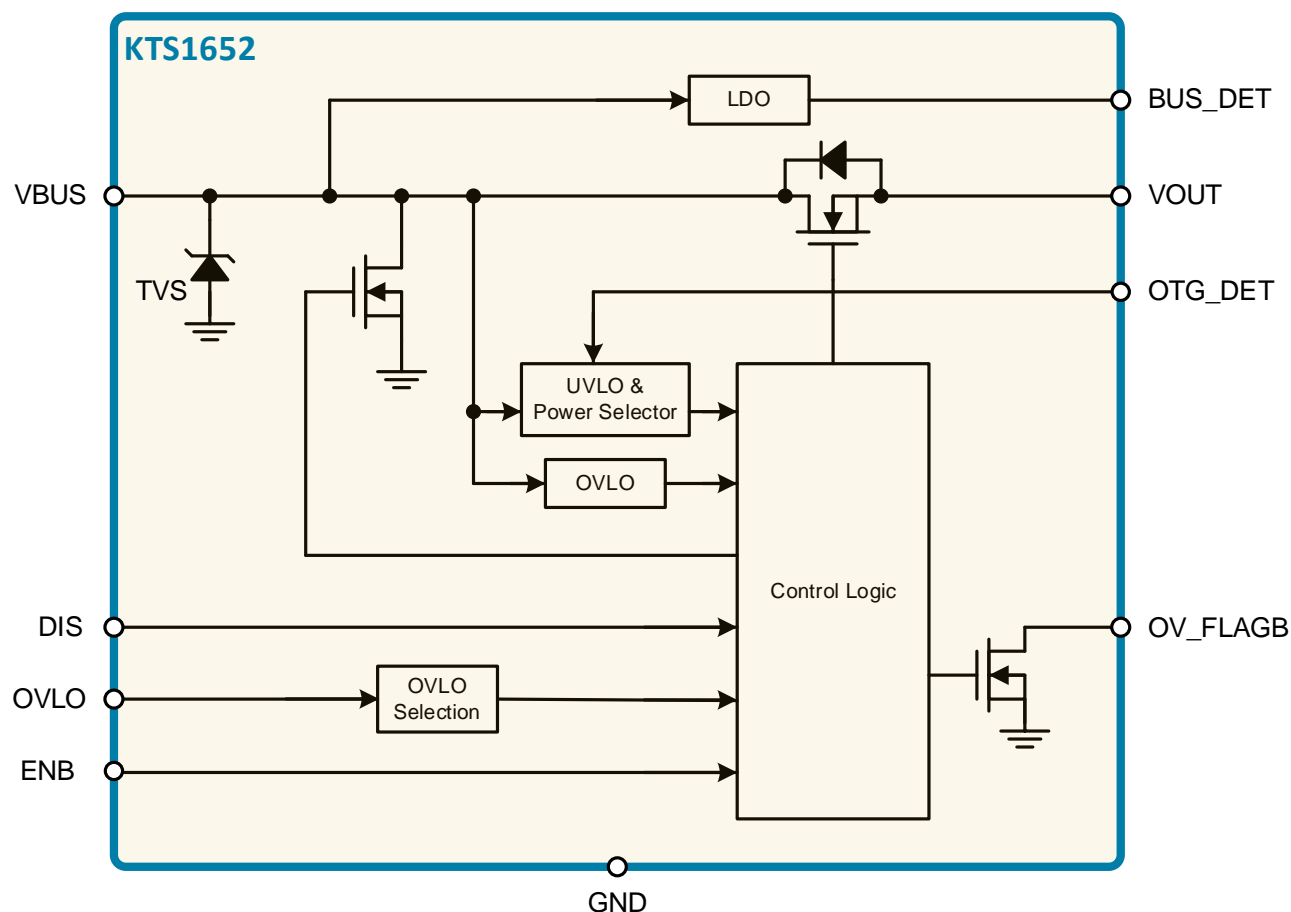 KTS1652
LDO
BUS_DET
VBUS
VOUT
TVS
OTG_DET
UVLO &
Power Selector
OVLO
Control Logic
DIS
OV_FLAGB
OVLO
OVLO
Selection
ENB
GND